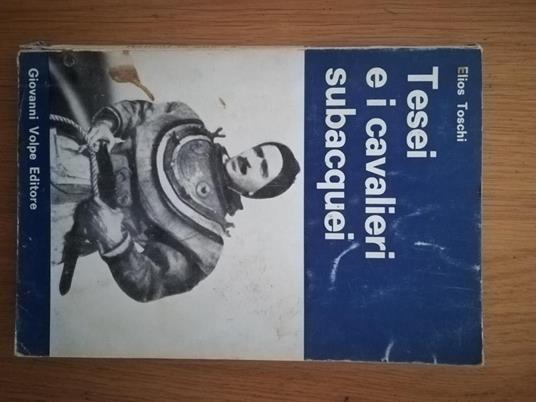 Elios Toschi
Tesei
e i cavalieri
subacquei
Giovanni Volpe Editore